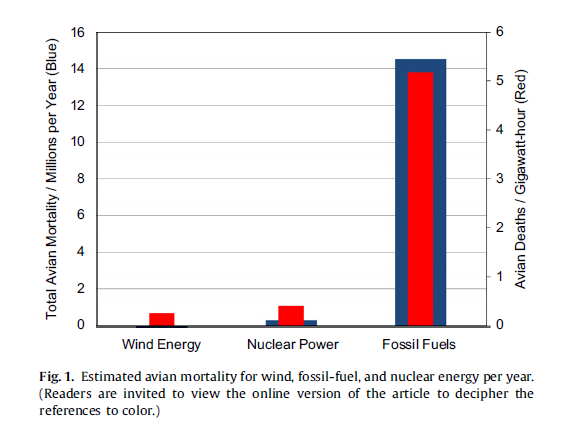 16
14
12
10
8
6
4
2
0
Total Avian Mortality / Millions per Year (Blue)
6
5
4
3
2
1
0
Avian Deaths / Gigawatt-hour (Red)
Wind Energy Nuclear Power Fossil Fuels
Fig. 1. Estimated avian mortality for wind, fossil-fuel, and nuclear energy per year.
(Readers are invited to view the online version of the article to decipher the
references to color.)